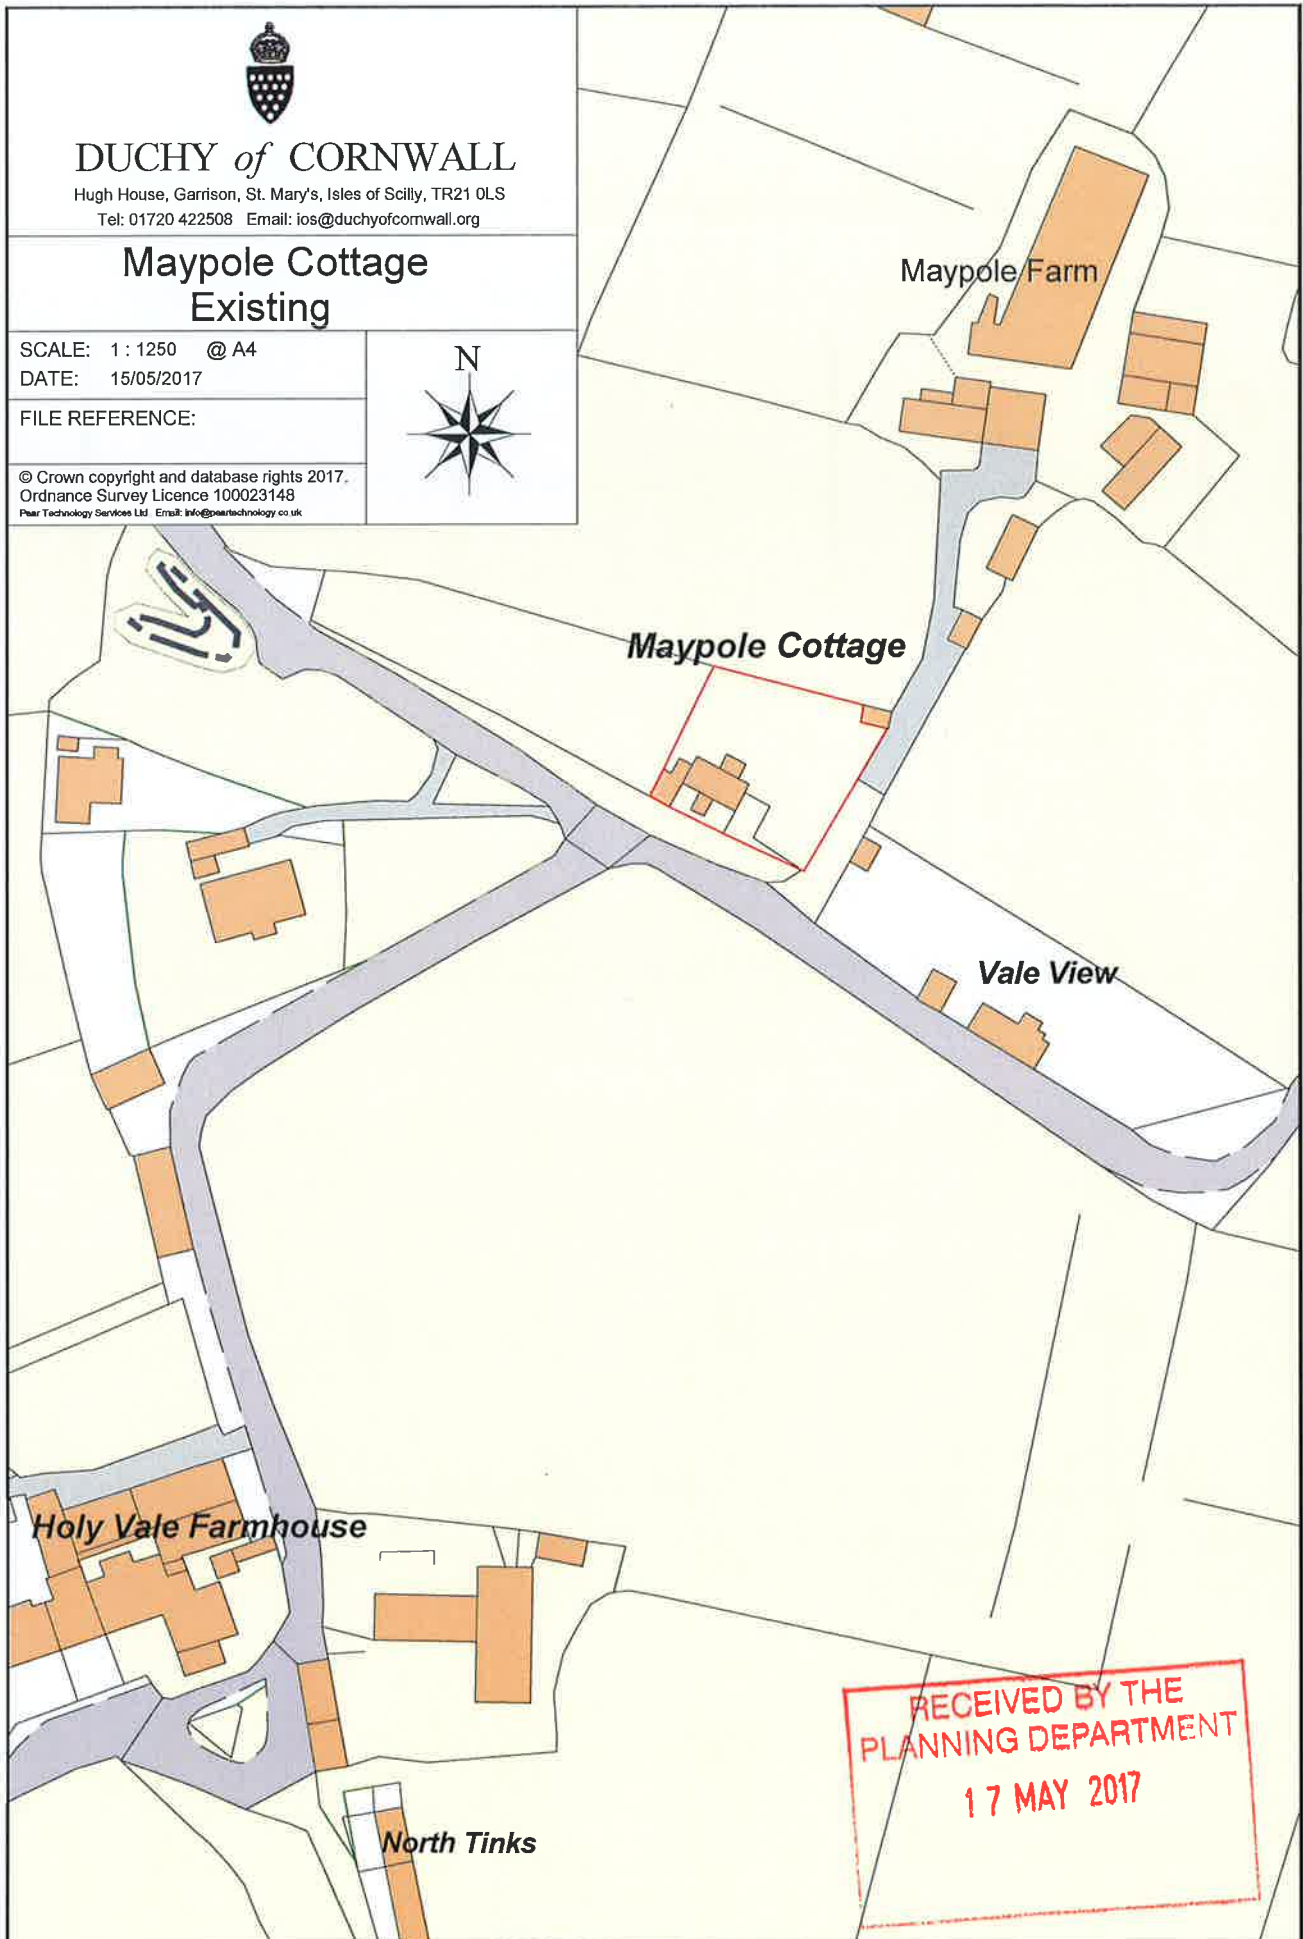 DUCHY of CORNWALL
Hugh House, Garrison, St. Mary's, Isles of Scilly, TR21 0LS
Tel: 01720 422508 Email: ios@duchyofcornwall.org
Maypole Cottage
Existing
SCALE: 1 : 1250 @ A4
DATE: 15/05/2017
FILE REFERENCE:
N
© Crown copyright and database rights 2017.
Ordnance Survey Licence 100023148
Pear Technology Services Ltd Email: info@peartechnology.co.uk
Maypole Farm
Maypole Cottage
Vale View
Holy Vale Farmhouse
North Tinks
RECEIVED BY THE
PLANNING DEPARTMENT
17 MAY 2017